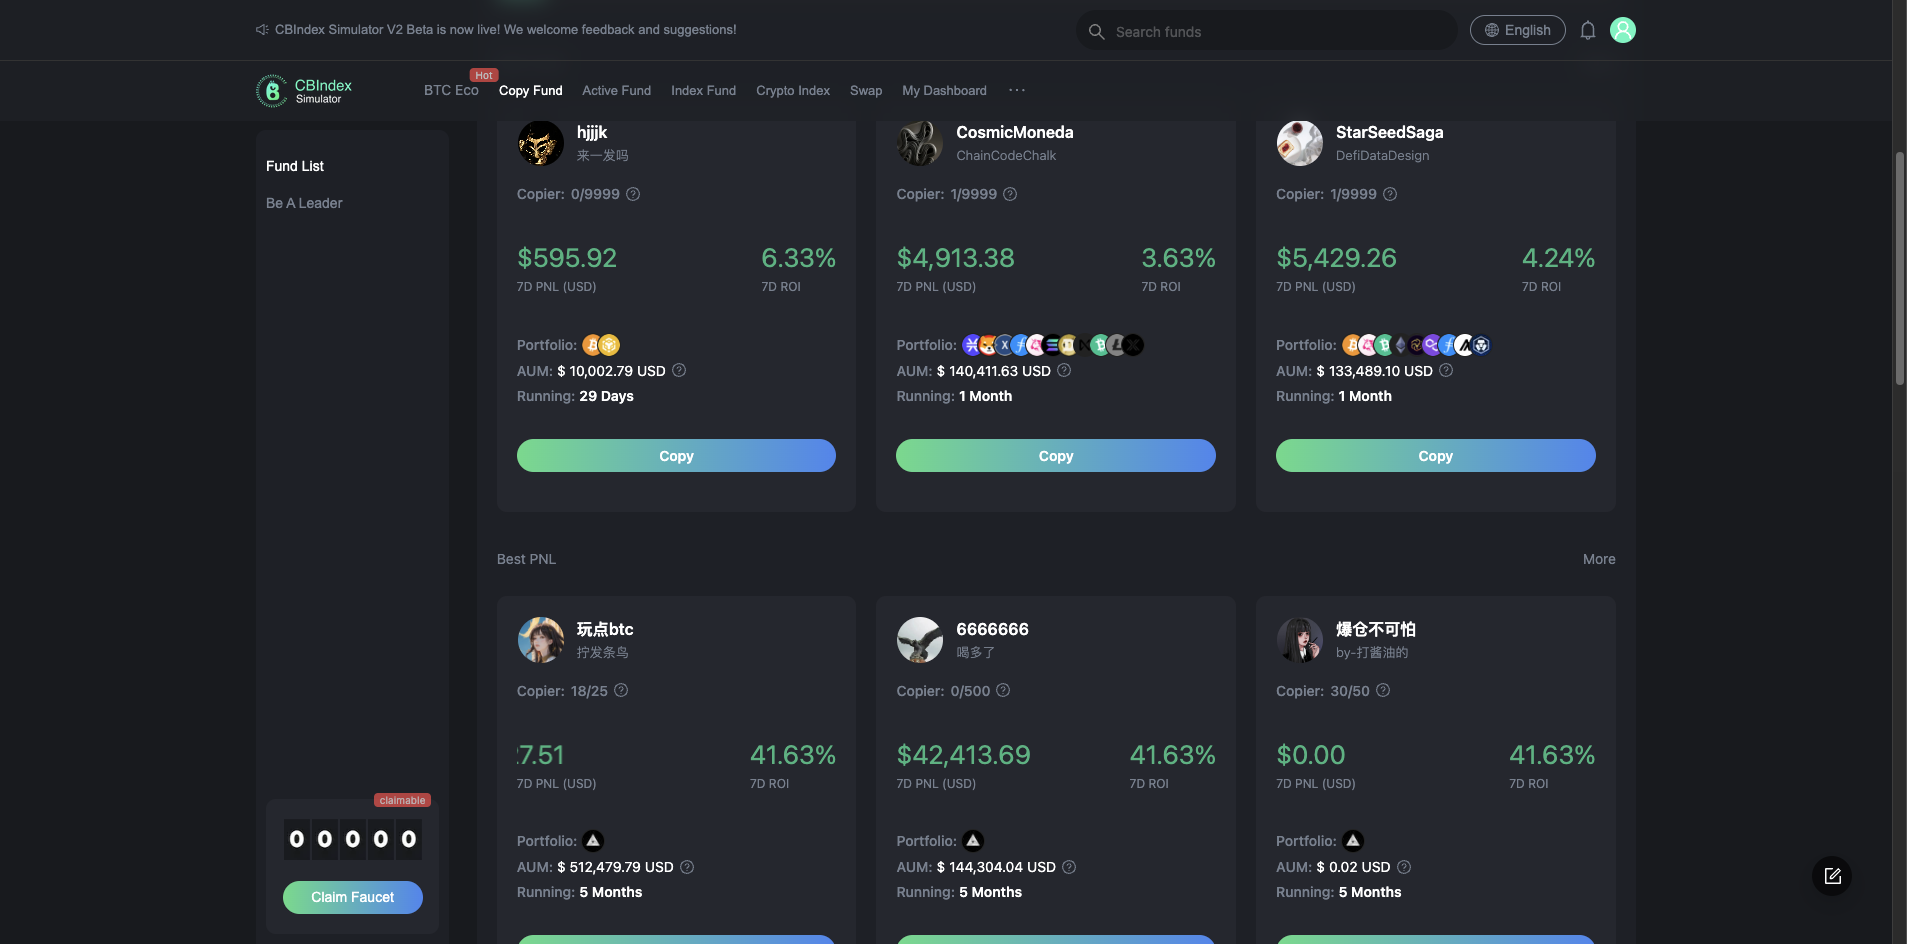 CBIndex Simulator V2 Beta is now live! We welcome feedback and suggestions!
Search funds
English
CBIndex
Simulator
BTC Eco
Hot
Copy Fund
Active Fund
Index Fund
Crypto Index
Swap
My Dashboard
···
Fund List
Be A Leader
claimable
0 0 0 0 0
Claim Faucet
hjjjk
来一发吗
Copier: 0/9999
$595.92
7D PNL (USD)
6.33%
7D ROI
Portfolio:
AUM: $ 10,002.79 USD
Running: 29 Days
Copy
CosmicMoneda
ChainCodeChalk
Copier: 1/9999
$4,913.38
7D PNL (USD)
3.63%
7D ROI
Portfolio:
AUM: $ 140,411.63 USD
Running: 1 Month
Copy
StarSeedSaga
DefiDataDesign
Copier: 1/9999
$5,429.26
7D PNL (USD)
4.24%
7D ROI
Portfolio:
AUM: $ 133,489.10 USD
Running: 1 Month
Copy
Best PNL
More
玩点btc
拧发条鸟
Copier: 18/25
7.51
7D PNL (USD)
41.63%
7D ROI
Portfolio:
AUM: $ 512,479.79 USD
Running: 5 Months
6666666
喝多了
Copier: 0/500
$42,413.69
7D PNL (USD)
41.63%
7D ROI
Portfolio:
AUM: $ 144,304.04 USD
Running: 5 Months
爆仓不可怕
by-打酱油的
Copier: 30/50
$0.00
7D PNL (USD)
41.63%
7D ROI
Portfolio:
AUM: $ 0.02 USD
Running: 5 Months